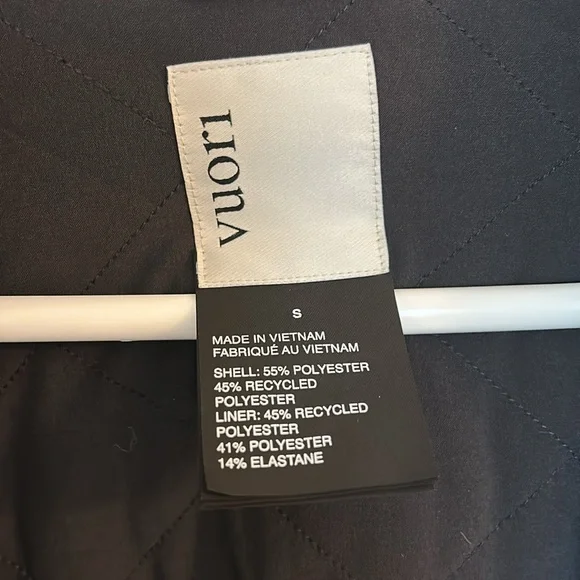 vuori
S
MADE IN VIETNAM
FABRIQUÉ AU VIETNAM
SHELL: 55% POLYESTER
45% RECYCLED
POLYESTER
LINER: 45% RECYCLED
POLYESTER
41% POLYESTER
14% ELASTANE